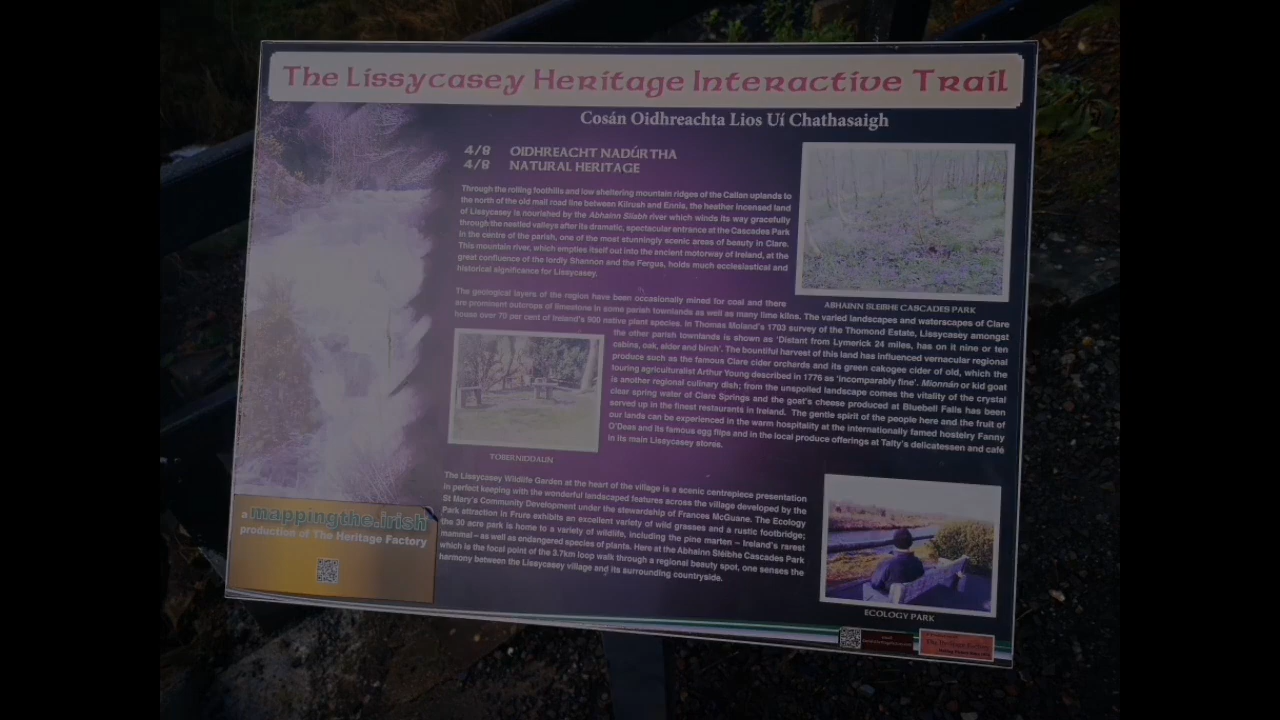 The Lissycasey Heritage Interactive Trail
Cosán Oidhreachta Lios Uí Chathasaigh
4/8 OIDHREACHT NADÚRTHA
4/8 NATURAL HERITAGE
Through the rolling foothills and low sheltering mountain ridges of the Callan uplands to
the north of the old mail road line between Kilrush and Ennis, the heather incensed land
of Lissycasey is nourished by the Abhainn Sliabh river which winds its way gracefully
through the nestled valleys after its dramatic, spectacular entrance at the Cascades Park
in the centre of the parish, one of the most stunningly scenic areas of beauty in Clare.
This mountain river, which empties itself out into the ancient motorway of Ireland, at the
great confluence of the lordly Shannon and the Fergus, holds much ecclesiastical and
historical significance for Lissycasey.
ABHAINN SLEIBHE CASCADES PARK
The geological layers of the region have been occasionally mined for coal and there
are prominent outcrops of limestone in some parish townlands as well as many lime kilns. The varied landscapes and waterscapes of Clare
house over 70 per cent of Ireland's 900 native plant species. In Thomas Moland's 1703 survey of the Thomond Estate, Lissycasey amongst
the other parish townlands is shown as 'Distant from Lymerick 24 miles, has on it nine or ten
cabins, oak, alder and birch'. The bountiful harvest of this land has influenced vernacular regional
produce such as the famous Clare cider orchards and its green cakogee cider of old, which the
touring agriculturalist Arthur Young described in 1776 as 'incomparably fine'. Mionnán or kid goat
is another regional culinary dish; from the unspoiled landscape comes the vitality of the crystal
clear spring water of Clare Springs and the goat's cheese produced at Bluebell Falls has been
served up in the finest restaurants in Ireland. The gentle spirit of the people here and the fruit of
our lands can be experienced in the warm hospitality at the internationally famed hostelry Fanny
O'Deas and its famous egg flips and in the local produce offerings at Talty's delicatessen and café
in its main Lissycasey stores.
TOBERNIDDAUN
The Lissycasey Wildlife Garden at the heart of the village is a scenic centrepiece presentation
in perfect keeping with the wonderful landscaped features across the village developed by the
St Mary's Community Development under the stewardship of Frances McGuane. The Ecology
Park attraction in Frure exhibits an excellent variety of wild grasses and a rustic footbridge;
the 30 acre park is home to a variety of wildlife, including the pine marten – Ireland's rarest
mammal – as well as endangered species of plants. Here at the Abhainn Sléibhe Cascades Park
which is the focal point of the 3.7km loop walk through a regional beauty spot, one senses the
harmony between the Lissycasey village and its surrounding countryside.
ECOLOGY PARK
a mappingthe.irish
production of The Heritage Factory